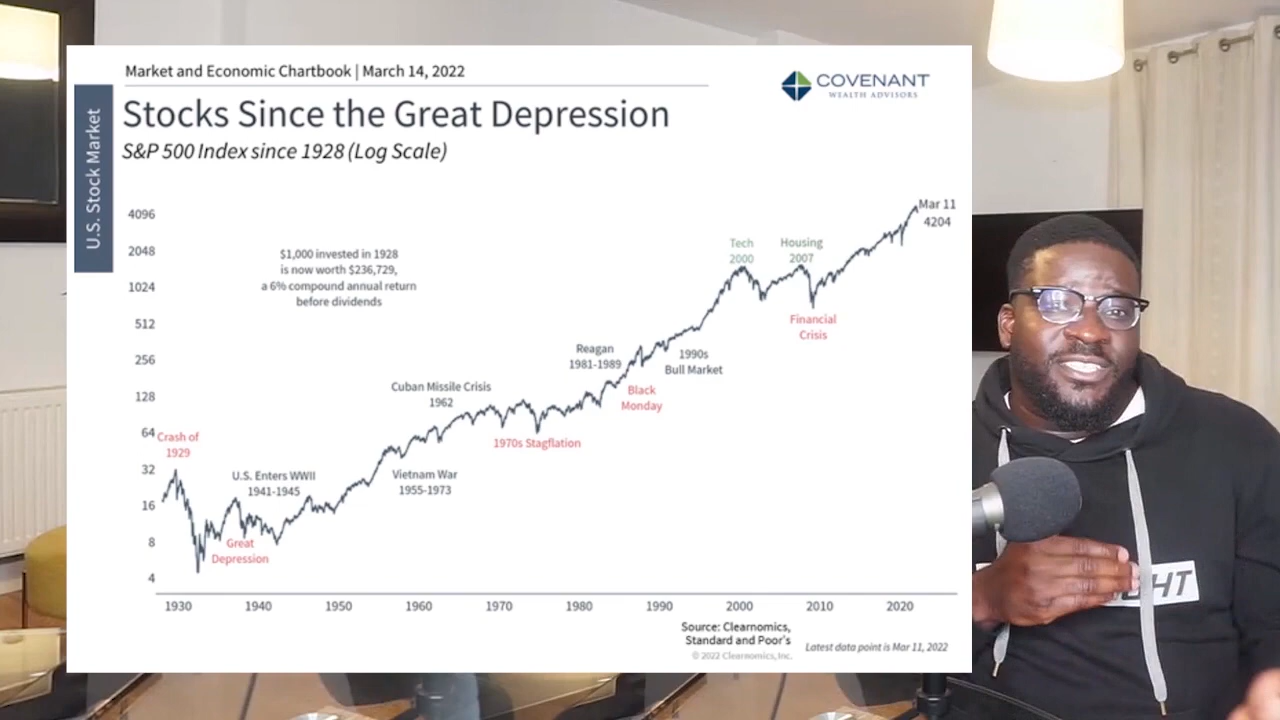 Market and Economic Chartbook | March 14, 2022
COVENANT
WEALTH ADVISORS
U.S. Stock Market
Stocks Since the Great Depression
S&P 500 Index since 1928 (Log Scale)
4096
2048
1024
512
256
128
64
32
16
8
4
$1,000 invested in 1928
is now worth $236,729,
a 6% compound annual return
before dividends
Crash of
1929
U.S. Enters WWII
1941-1945
Great
Depression
Cuban Missile Crisis
1962
Vietnam War
1955-1973
1970s Stagflation
Reagan
1981-1989
Black
Monday
1990s
Bull Market
Tech
2000
Housing
2007
Financial
Crisis
Mar 11
4204
1930
1940
1950
1960
1970
1980
1990
2000
2010
2020
Source: Clearnomics,
Standard and Poor's
© 2022 Clearnomics, Inc.
Latest data point is Mar 11, 2022